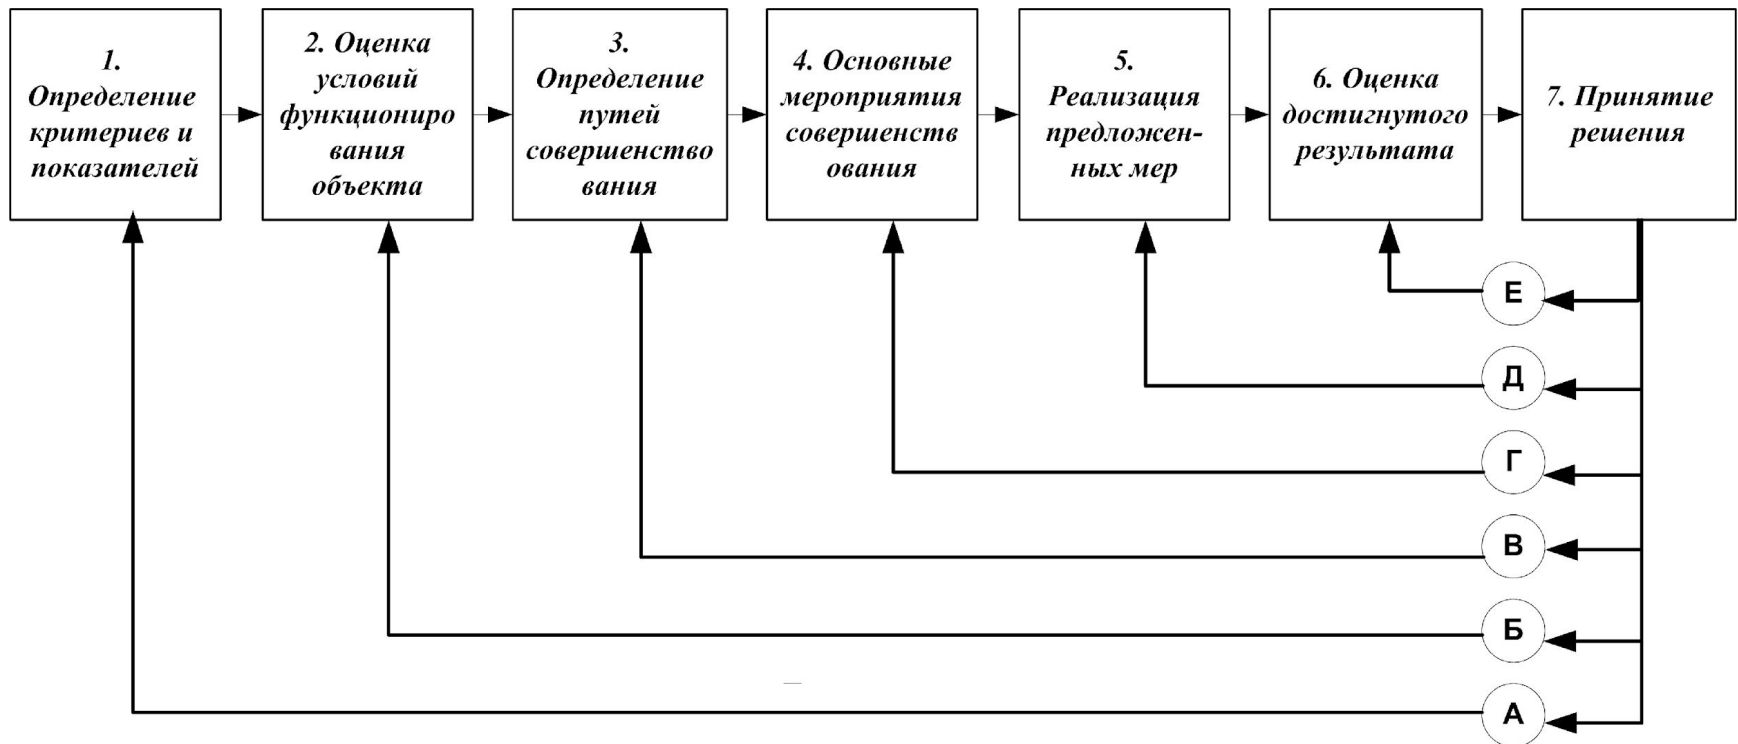 1.
Определение
критериев и
показателей
2. Оценка
условий
функциониро
вания
объекта
3.
Определение
путей
совершенство
вания
4. Основные
мероприятия
совершенств
ования
5.
Реализация
предложен-
ных мер
6. Оценка
достигнутого
результата
7. Принятие
решения
Е
Д
Г
В
Б
А